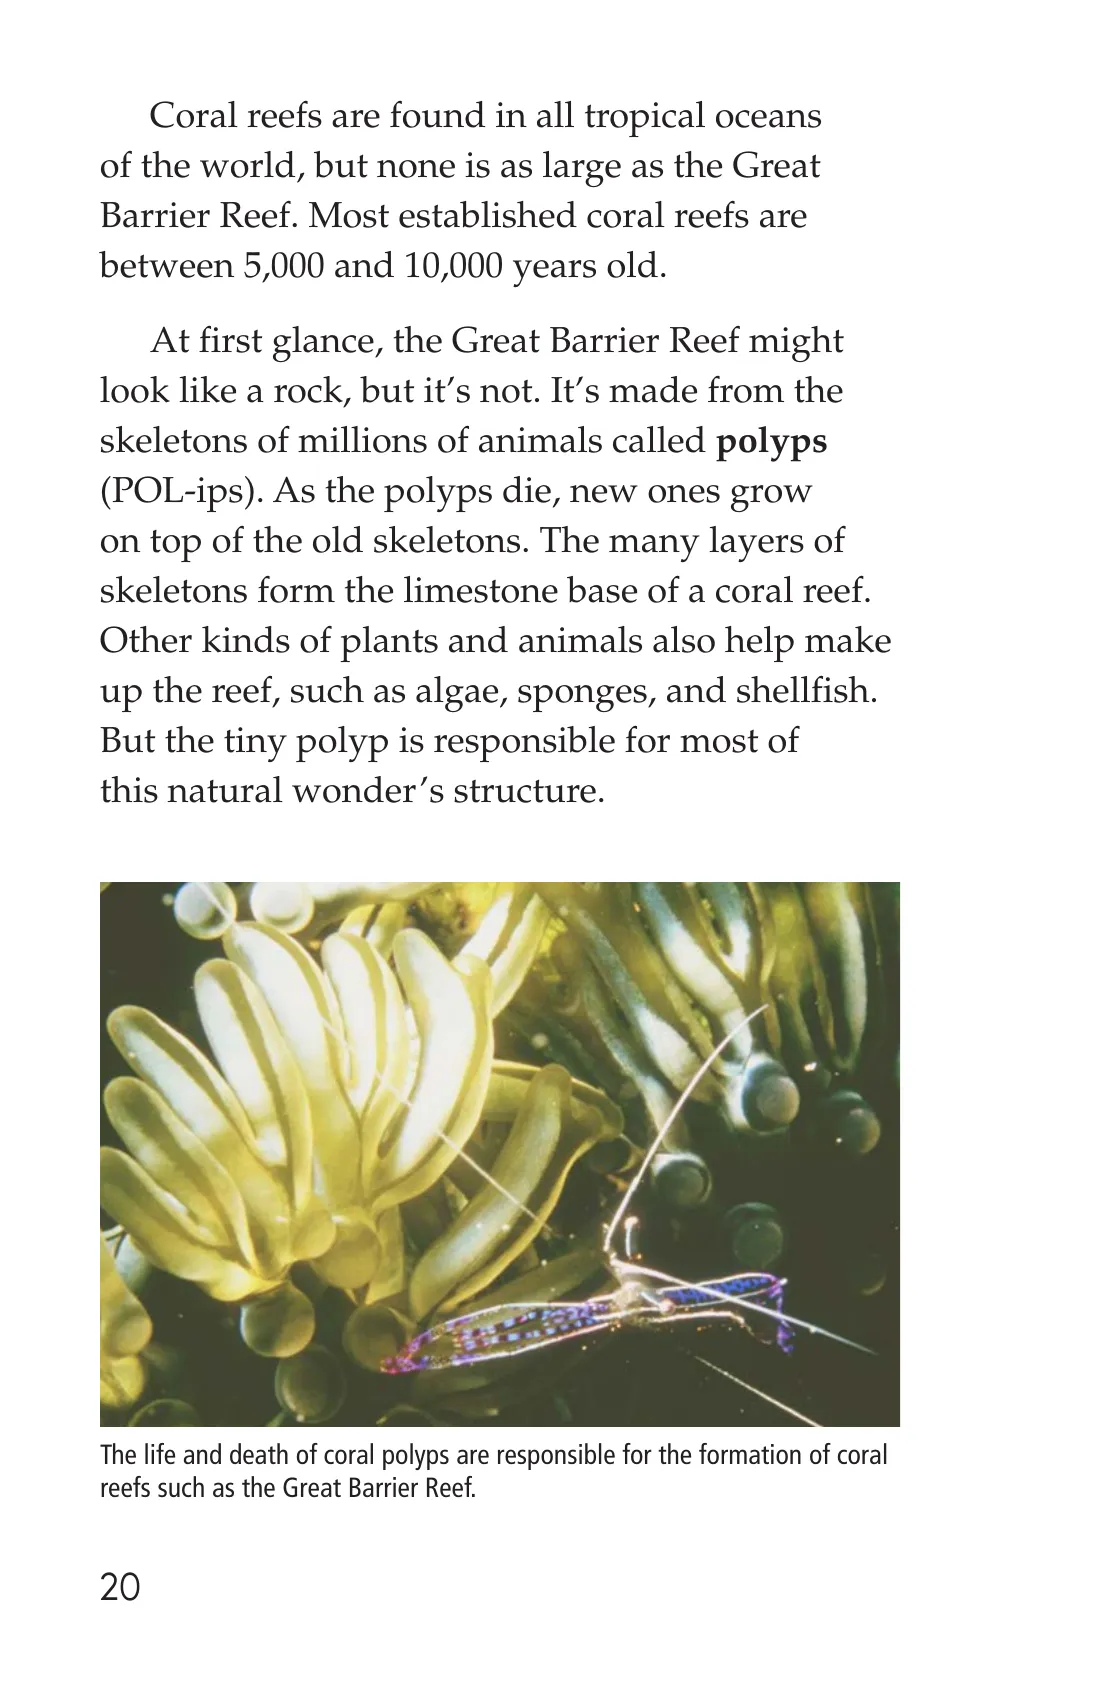 Coral reefs are found in all tropical oceans
of the world, but none is as large as the Great
Barrier Reef. Most established coral reefs are
between 5,000 and 10,000 years old.
At first glance, the Great Barrier Reef might
look like a rock, but it’s not. It’s made from the
skeletons of millions of animals called polyps
(POL-ips). As the polyps die, new ones grow
on top of the old skeletons. The many layers of
skeletons form the limestone base of a coral reef.
Other kinds of plants and animals also help make
up the reef, such as algae, sponges, and shellfish.
But the tiny polyp is responsible for most of
this natural wonder’s structure.
The life and death of coral polyps are responsible for the formation of coral
reefs such as the Great Barrier Reef.
20